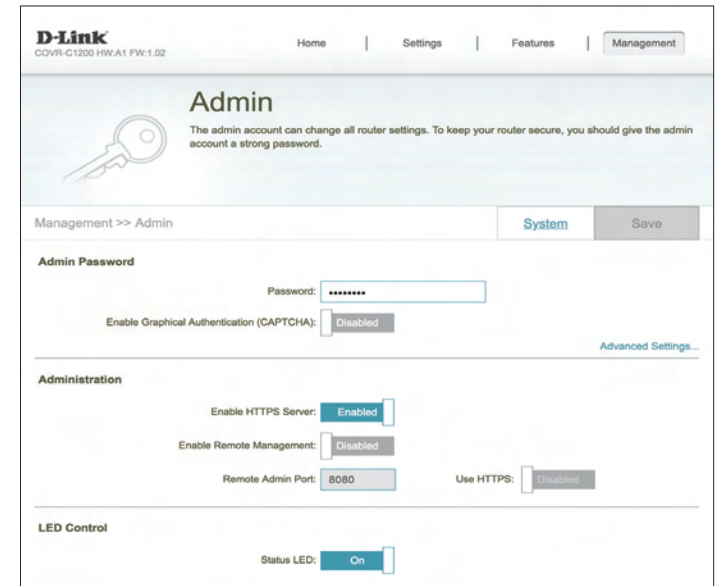 D-Link
COVR-C1200 HW:A1 FW:1.02
Home | Settings | Features | Management
Admin
The admin account can change all router settings. To keep your router secure, you should give the admin
account a strong password.
Management >> Admin
System
Save
Admin Password
Password: ••••••••
Enable Graphical Authentication (CAPTCHA): Disabled
Advanced Settings...
Administration
Enable HTTPS Server: Enabled
Enable Remote Management: Disabled
Remote Admin Port: 8080 Use HTTPS: Disabled
LED Control
Status LED: On